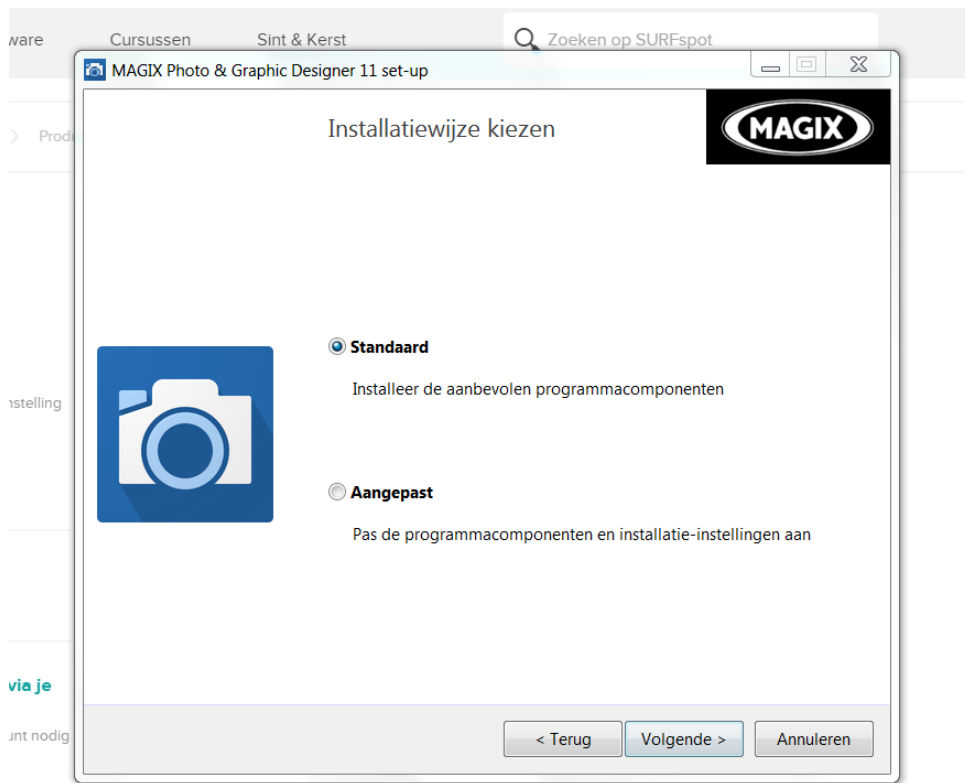 ware Cursussen Sint & Kerst Zoeken op SURFspot
MAGIX Photo & Graphic Designer 11 set-up
Installatiewijze kiezen
MAGIX
Standaard
Installeer de aanbevolen programmacomponenten
nstelling
Aangepast
Pas de programmacomponenten en installatie-instellingen aan
via je
unt nodig
< Terug Volgende > Annuleren